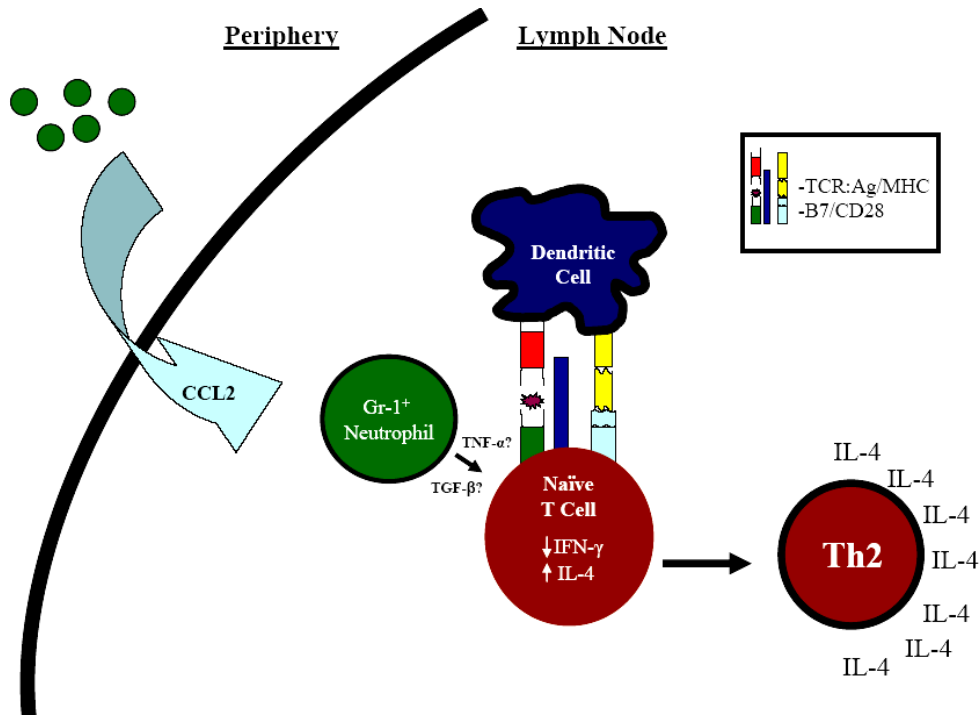 Periphery
Lymph Node
-TCR:Ag/MHC
-B7/CD28
Dendritic
Cell
CCL2
Gr-1⁺
Neutrophil
TNF-α?
TGF-β?
Naïve
T Cell
↓IFN-γ
↑ IL-4
Th2
IL-4
IL-4
IL-4
IL-4
IL-4
IL-4
IL-4